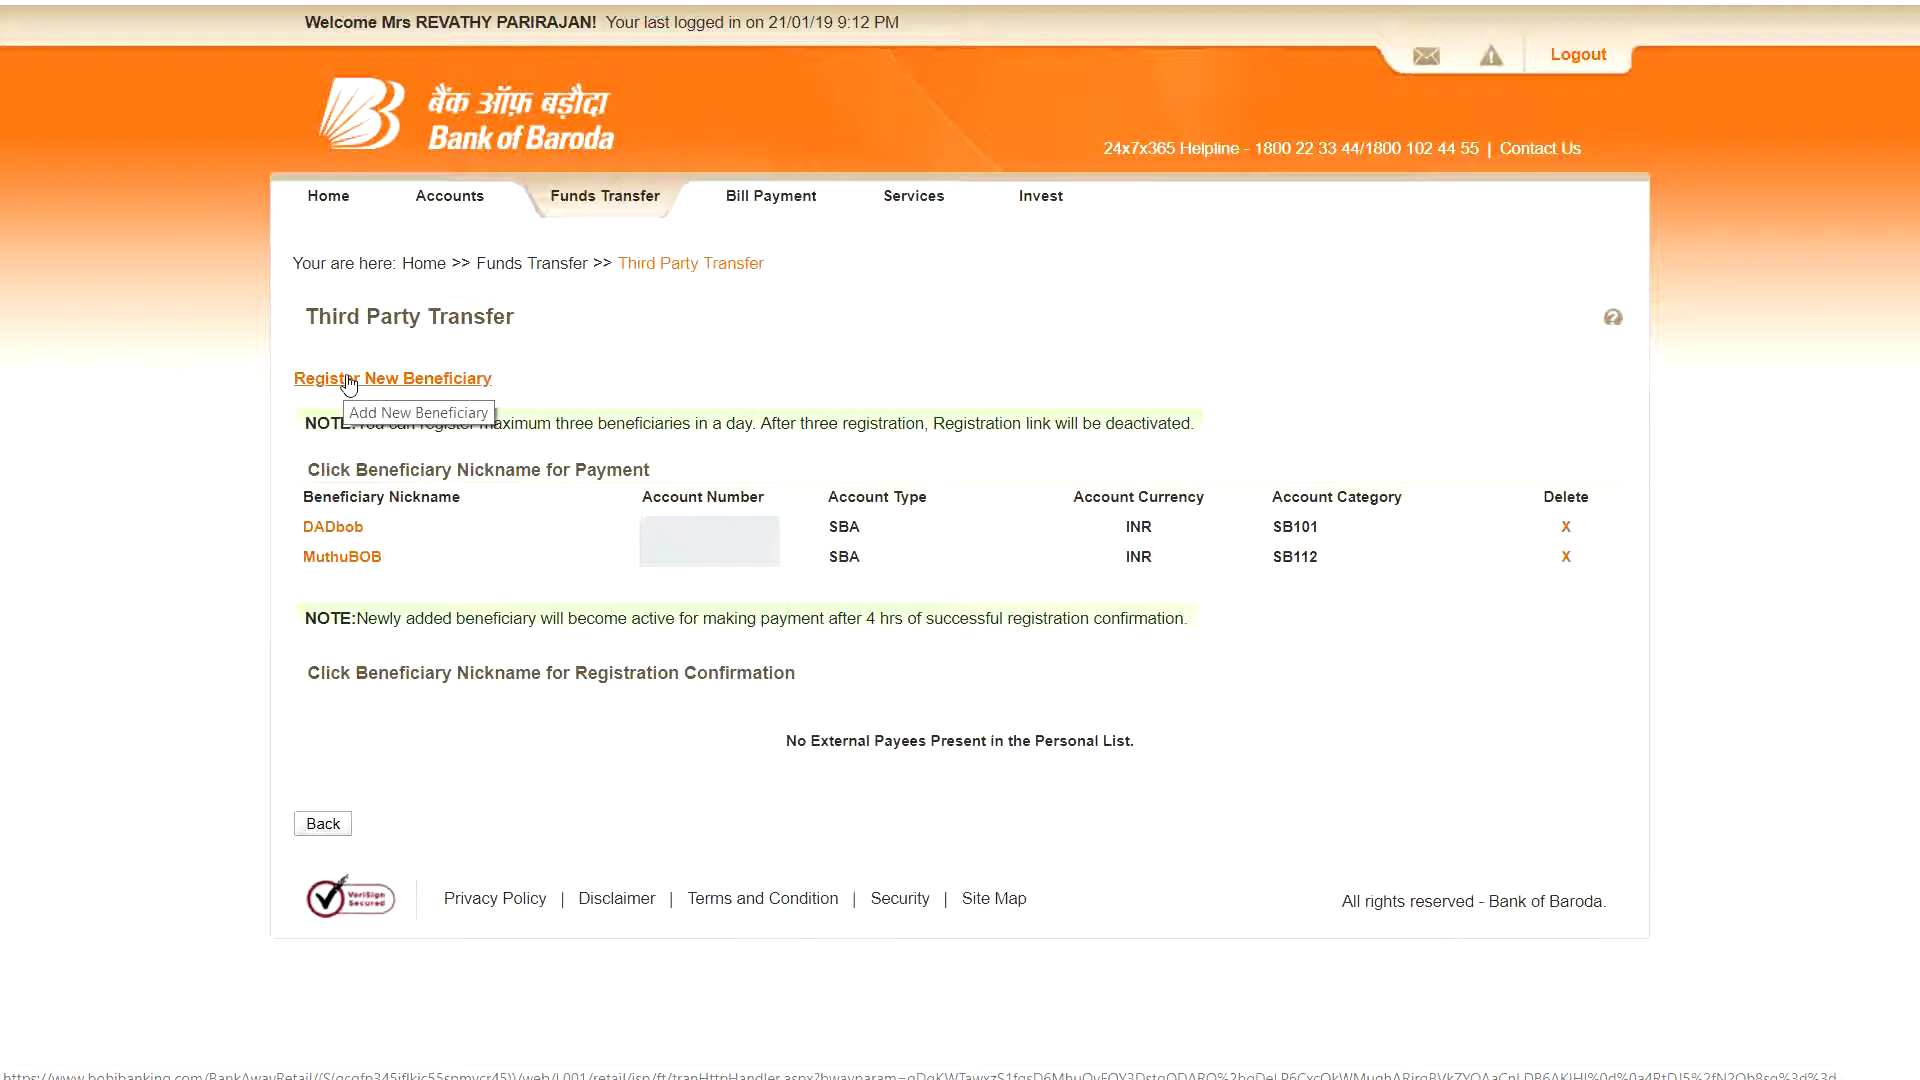 Welcome Mrs REVATHY PARIRAJAN! Your last logged in on 21/01/19 9:12 PM
Logout
बैंक ऑफ़ बड़ौदा
Bank of Baroda
24x7x365 Helpline - 1800 22 33 44/1800 102 44 55 | Contact Us
Home Accounts Funds Transfer Bill Payment Services Invest
Your are here: Home >> Funds Transfer >> Third Party Transfer
Third Party Transfer
Register New Beneficiary
Add New Beneficiary
NOTE:You can register maximum three beneficiaries in a day. After three registration, Registration link will be deactivated.
Click Beneficiary Nickname for Payment
Beneficiary Nickname Account Number Account Type Account Currency Account Category Delete
DADbob SBA INR SB101 X
MuthuBOB SBA INR SB112 X
NOTE:Newly added beneficiary will become active for making payment after 4 hrs of successful registration confirmation.
Click Beneficiary Nickname for Registration Confirmation
No External Payees Present in the Personal List.
Back
VeriSign
Secured
Privacy Policy | Disclaimer | Terms and Condition | Security | Site Map
All rights reserved - Bank of Baroda.